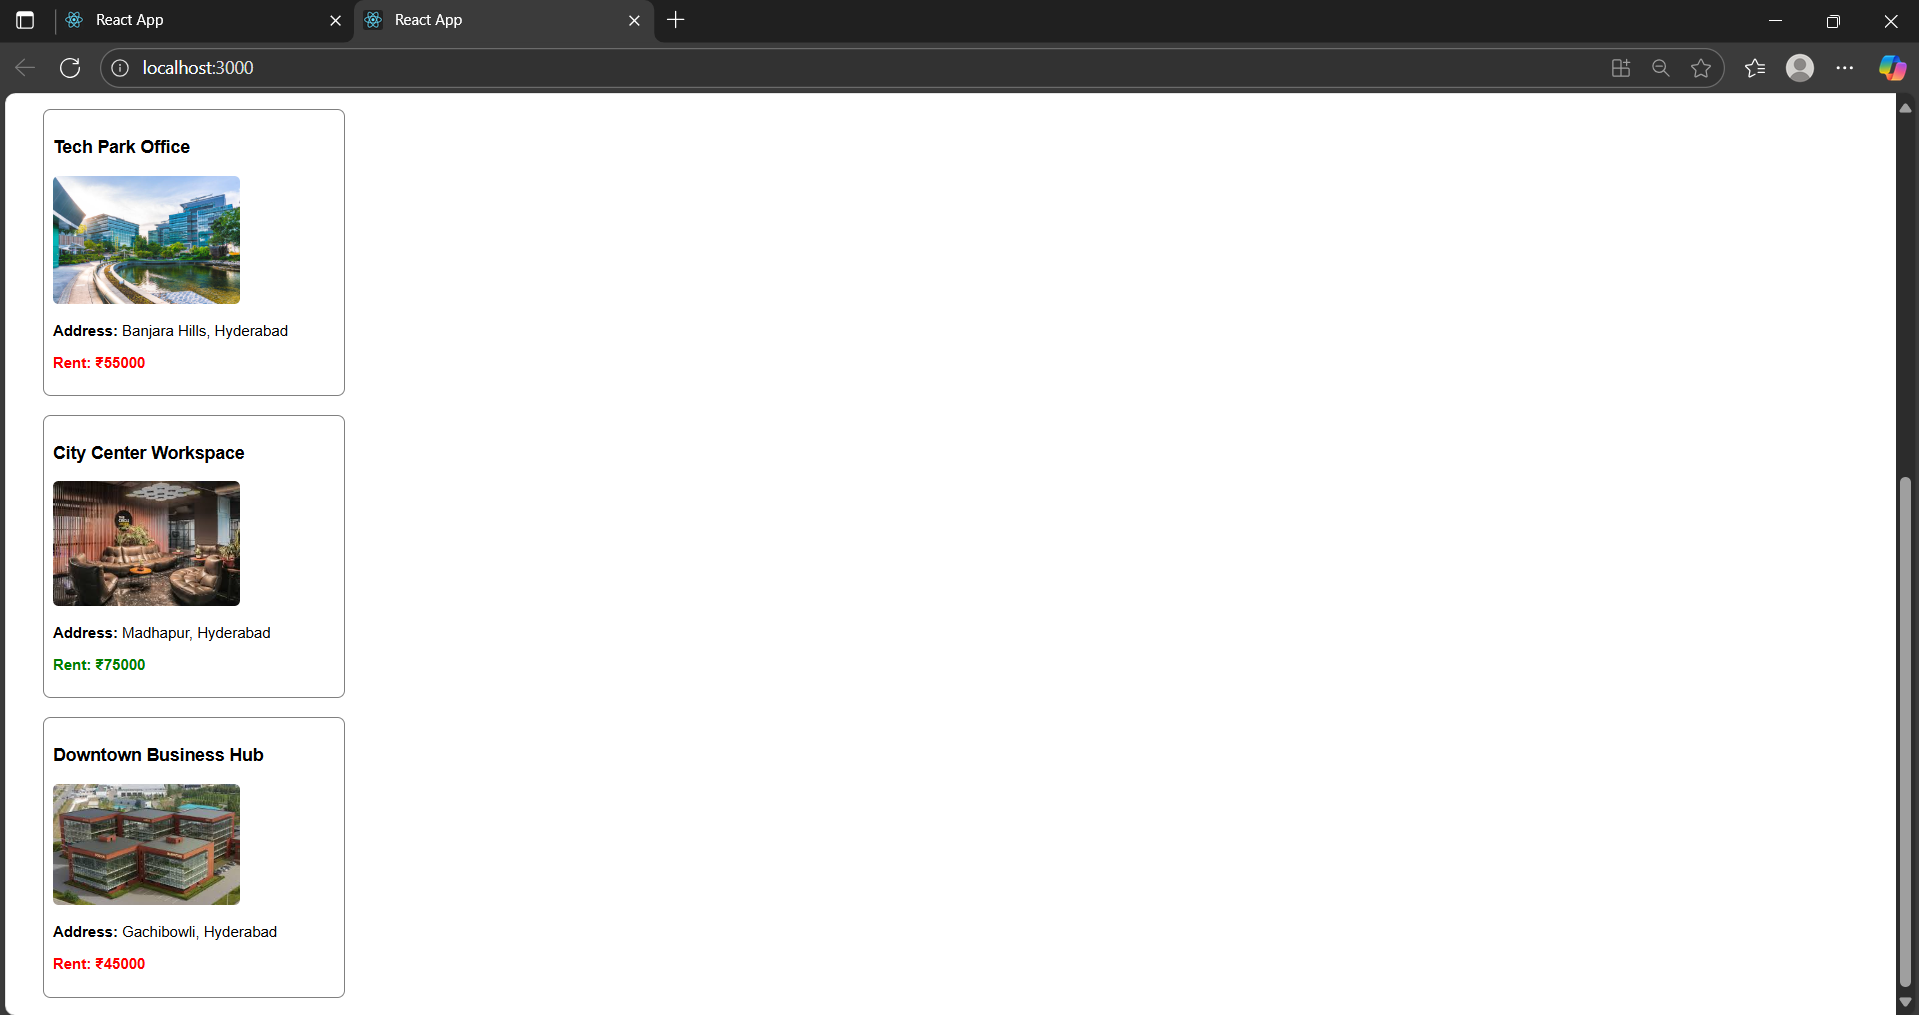 React App
React App
localhost:3000
Tech Park Office
Address: Banjara Hills, Hyderabad
Rent: ₹55000
City Center Workspace
Address: Madhapur, Hyderabad
Rent: ₹75000
Downtown Business Hub
Address: Gachibowli, Hyderabad
Rent: ₹45000